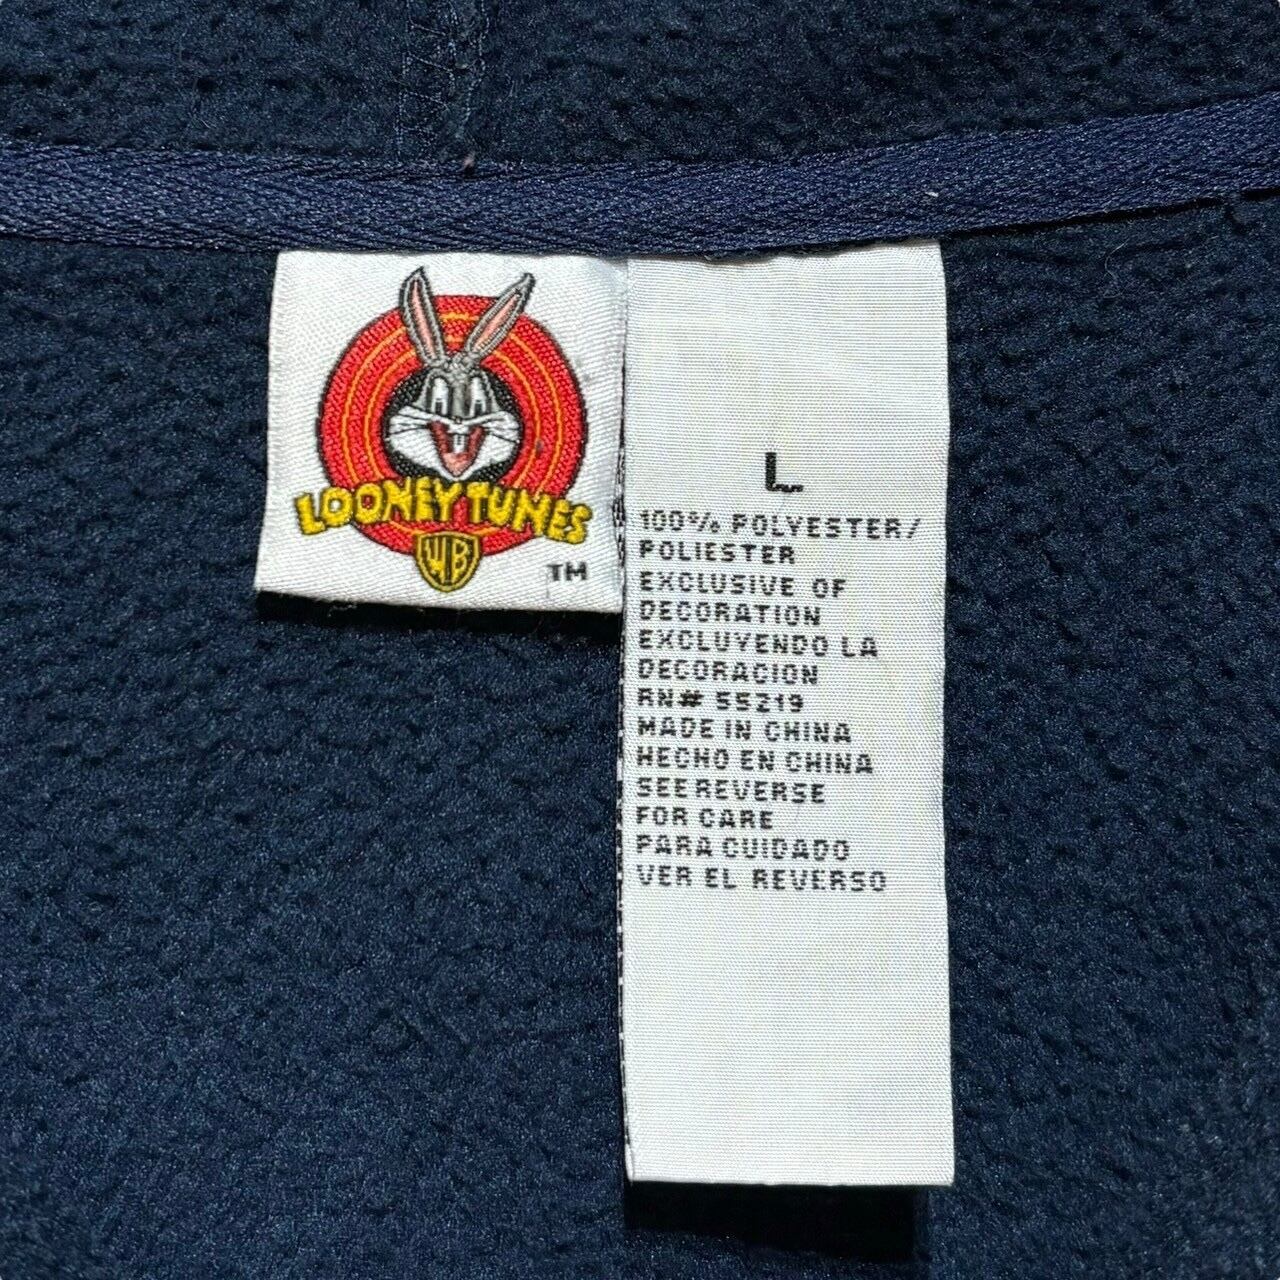 LOONEY TUNES
WB
TM
L
100% POLYESTER/
POLIESTER
EXCLUSIVE OF
DECORATION
EXCLUYENDO LA
DECORACION
RN# 55219
MADE IN CHINA
HECHO EN CHINA
SEE REVERSE
FOR CARE
PARA CUIDADO
VER EL REVERSO